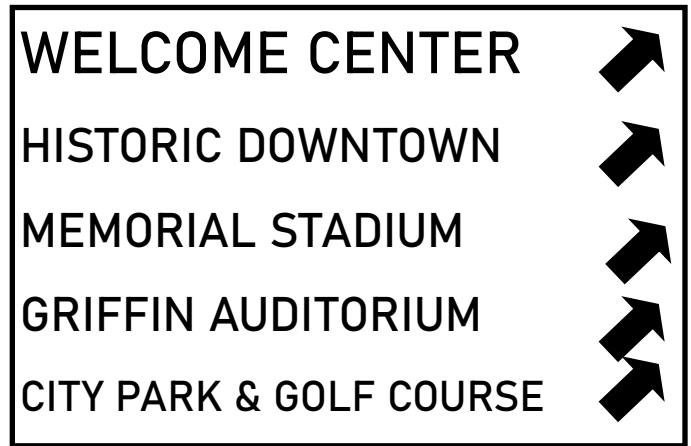 WELCOME CENTER
HISTORIC DOWNTOWN
MEMORIAL STADIUM
GRIFFIN AUDITORIUM
CITY PARK & GOLF COURSE